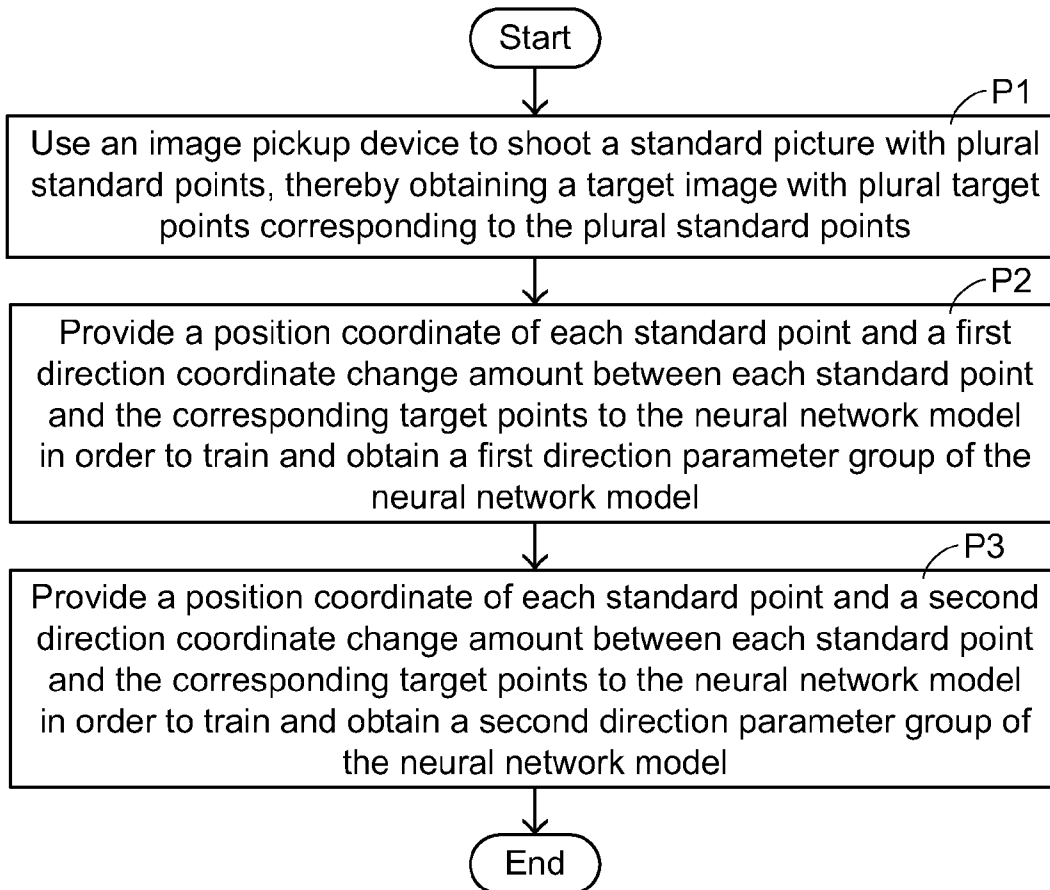 Start
P1
Use an image pickup device to shoot a standard picture with plural
standard points, thereby obtaining a target image with plural target
points corresponding to the plural standard points
P2
Provide a position coordinate of each standard point and a first
direction coordinate change amount between each standard point
and the corresponding target points to the neural network model
in order to train and obtain a first direction parameter group of the
neural network model
P3
Provide a position coordinate of each standard point and a second
direction coordinate change amount between each standard point
and the corresponding target points to the neural network model
in order to train and obtain a second direction parameter group of
the neural network model
End